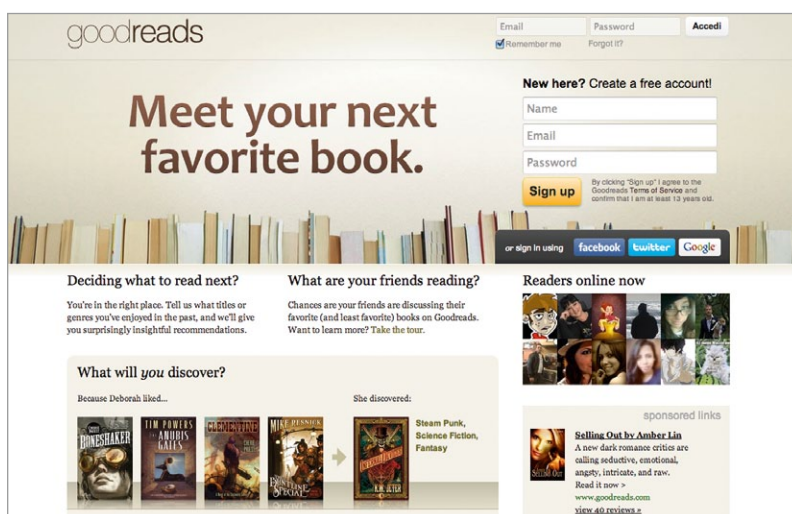 goodreads
Email
Password
Accedi
Remember me
Forgot it?
Meet your next
favorite book.
New here? Create a free account!
Name
Email
Password
Sign up
By clicking "Sign up" I agree to the
Goodreads Terms of Service and
confirm that I am at least 13 years old.
or sign in using
facebook
twitter
Google
Deciding what to read next?
You're in the right place. Tell us what titles or
genres you've enjoyed in the past, and we'll give
you surprisingly insightful recommendations.
What are your friends reading?
Chances are your friends are discussing their
favorite (and least favorite) books on Goodreads.
Want to learn more? Take the tour.
Readers online now
What will you discover?
Because Deborah liked...
She discovered:
BONESHAKER
TIM POWERS
THE ANUBIS
GATES
CLEMENTINE
MIKE RESNICK
Steam Punk,
Science Fiction,
Fantasy
sponsored links
SELLING OUT
Selling Out by Amber Lin
A new dark romance critics are
calling seductive, emotional,
angsty, intricate, and raw.
Read it now >
www.goodreads.com
view 40 reviews »